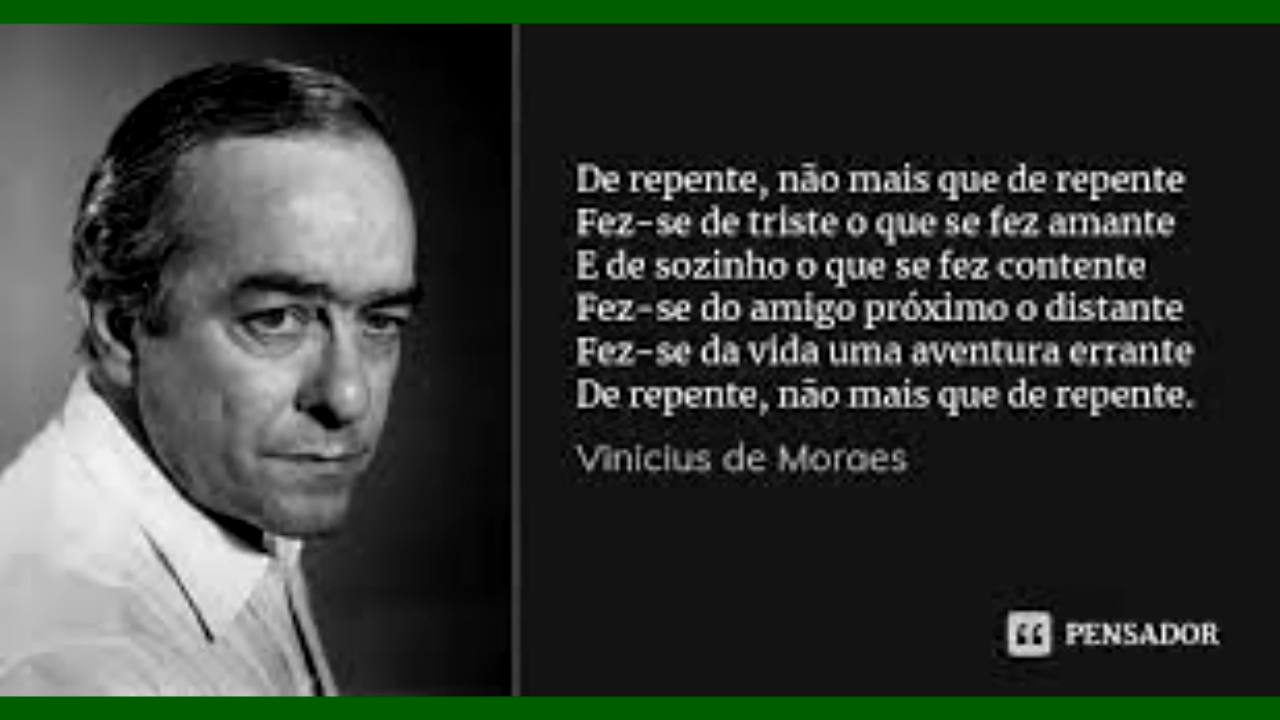 De repente, não mais que de repente
Fez-se de triste o que se fez amante
E de sozinho o que se fez contente
Fez-se do amigo próximo o distante
Fez-se da vida uma aventura errante
De repente, não mais que de repente.
Vinicius de Moraes
PENSADOR